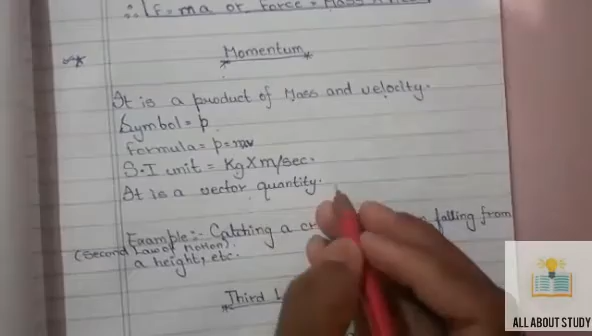 ∴ F = ma or Force = Mass
Momentum
It is a product of Mass and velocity.
Symbol = p
formula = p = mv
S.I unit = Kg X m/sec.
It is a vector quantity.
Example:- Catching a falling from
(Second Law of Motion)
a height, etc.
Third
ALL ABOUT STUDY